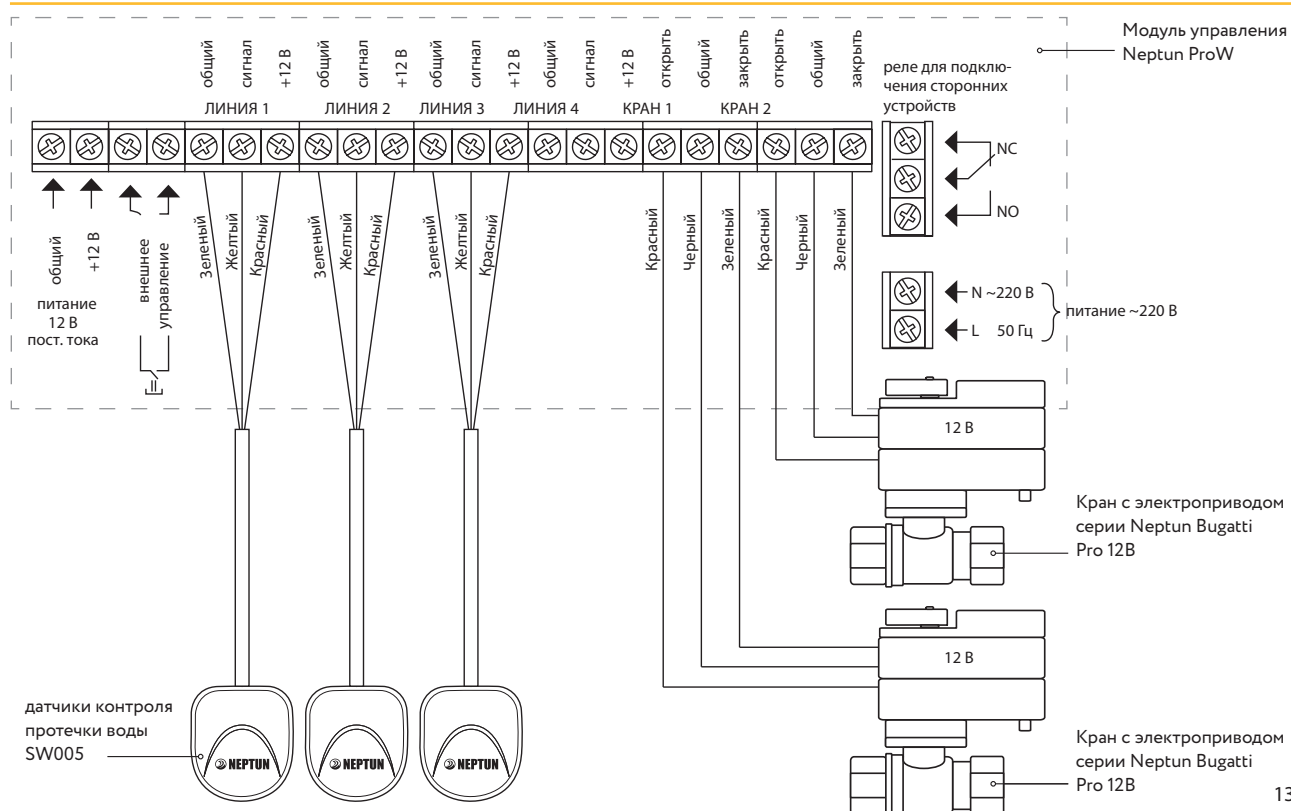 Модуль управления
Neptun ProW
общий
сигнал
+12 В
общий
сигнал
+12 В
общий
сигнал
+12 В
общий
сигнал
+12 В
открыть
общий
закрыть
открыть
общий
закрыть
реле для подклю-
чения сторонних
устройств
ЛИНИЯ 1
ЛИНИЯ 2
ЛИНИЯ 3
ЛИНИЯ 4
КРАН 1
КРАН 2
NC
NO
общий
+12 В
питание
12 В
пост. тока
внешнее
управление
Зеленый
Желтый
Красный
Зеленый
Желтый
Красный
Зеленый
Желтый
Красный
Красный
Черный
Зеленый
Красный
Черный
Зеленый
N ~220 В
L 50 Гц
питание ~220 В
12 В
Кран с электроприводом
серии Neptun Bugatti
Pro 12В
12 В
датчики контроля
протечки воды
SW005
NEPTUN
NEPTUN
NEPTUN
Кран с электроприводом
серии Neptun Bugatti
Pro 12В
13